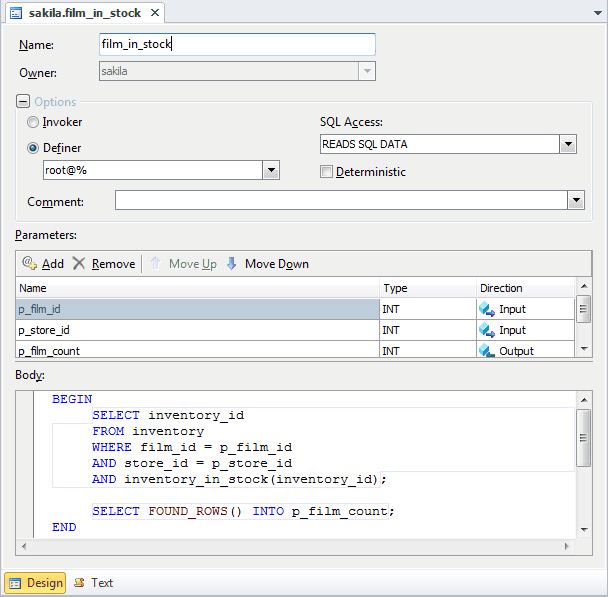 sakila.film_in_stock
Name: film_in_stock
Owner: sakila
Options
Invoker SQL Access:
Definer READS SQL DATA
root@% Deterministic
Comment:
Parameters:
Add Remove Move Up Move Down
Name Type Direction
p_film_id INT Input
p_store_id INT Input
p_film_count INT Output
Body:
BEGIN
SELECT inventory_id
FROM inventory
WHERE film_id = p_film_id
AND store_id = p_store_id
AND inventory_in_stock(inventory_id);
SELECT FOUND_ROWS() INTO p_film_count;
END
Design Text